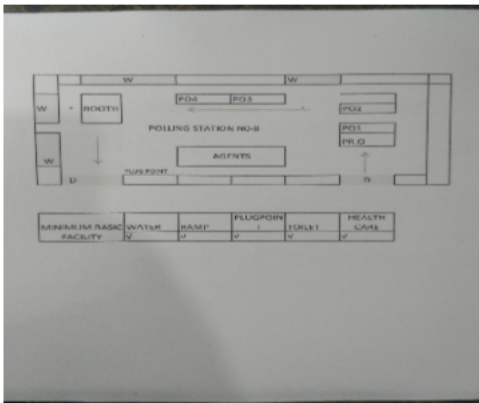 W W
PO4 PO3
W BOOTH PO2
POLLING STATION NO-8 PO1
PR.O
W AGENTS
PLUG POINT
D D
MINIMUM BASIC FACILITY WATER RAMP PLUGPOINT TOILET HEALTH CARE
√ √ √ √ √